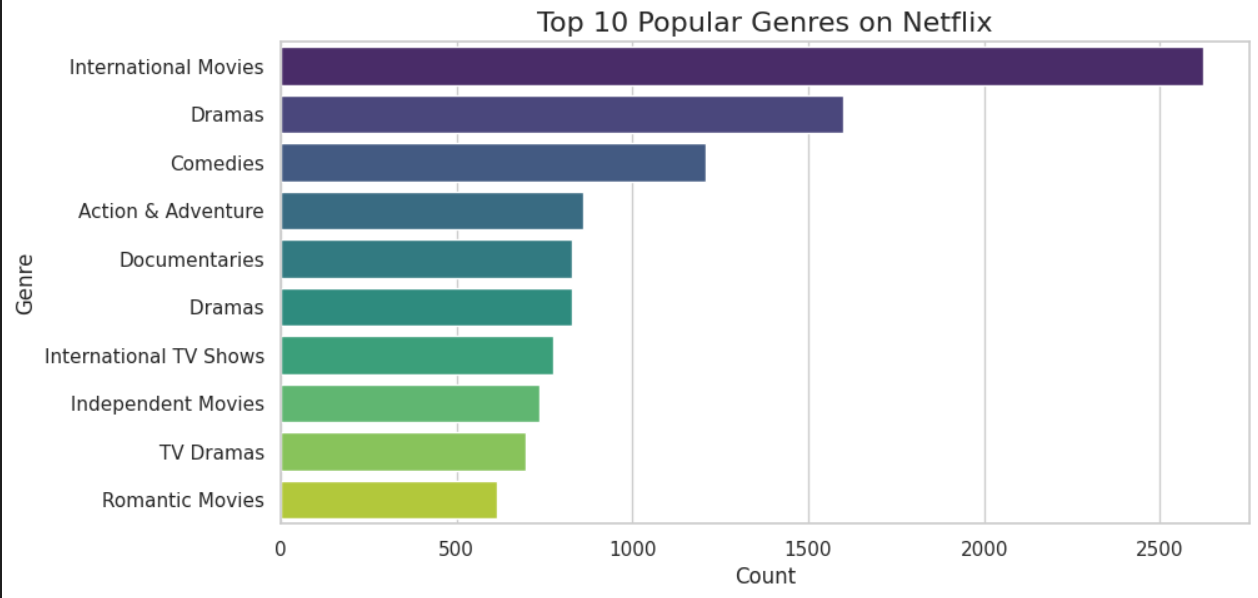 Top 10 Popular Genres on Netflix
International Movies
Dramas
Comedies
Action & Adventure
Documentaries
Dramas
International TV Shows
Independent Movies
TV Dramas
Romantic Movies
Genre
0 500 1000 1500 2000 2500
Count